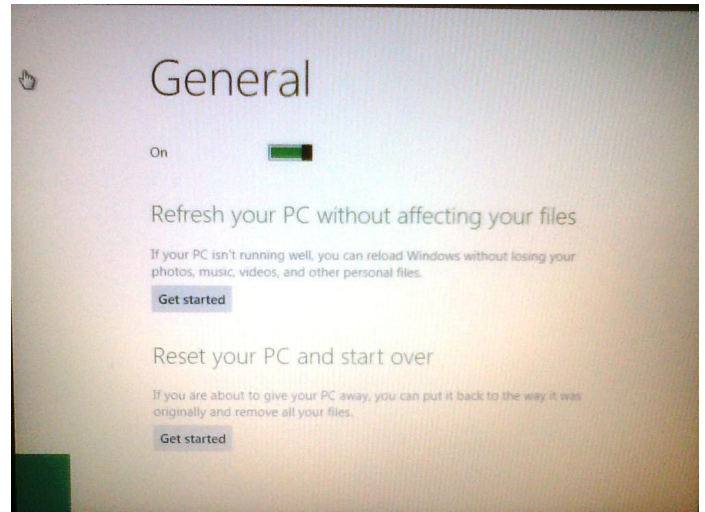 General
On
Refresh your PC without affecting your files
If your PC isn't running well, you can reload Windows without losing your
photos, music, videos, and other personal files.
Get started
Reset your PC and start over
If you are about to give your PC away, you can put it back to the way it was
originally and remove all your files.
Get started